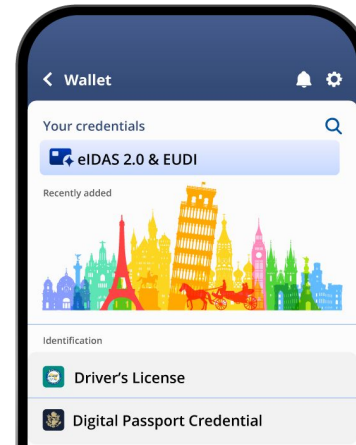 Wallet
Your credentials
eIDAS 2.0 & EUDI
Recently added
Identification
Driver's License
Digital Passport Credential